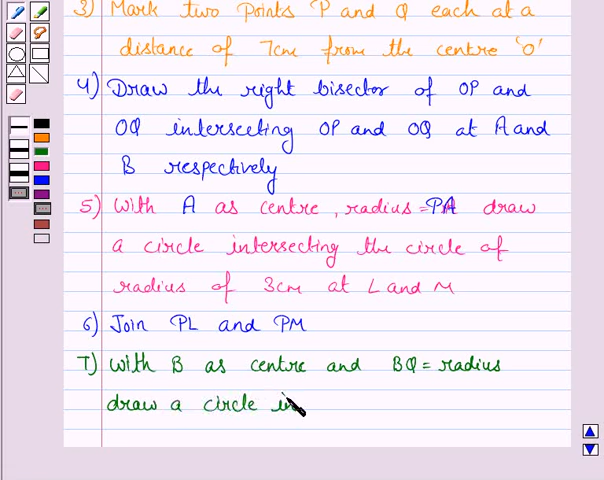 3) Mark two Points P and Q each at a
distance of 7cm from the centre 'O'
4) Draw the right bisector of OP and
OQ intersecting OP and OQ at A and
B respectively
5) With A as centre, radius = PA draw
a circle intersecting the circle of
radius of 3cm at L and M
6) Join PL and PM
7) With B as centre and BQ = radius
draw a circle in